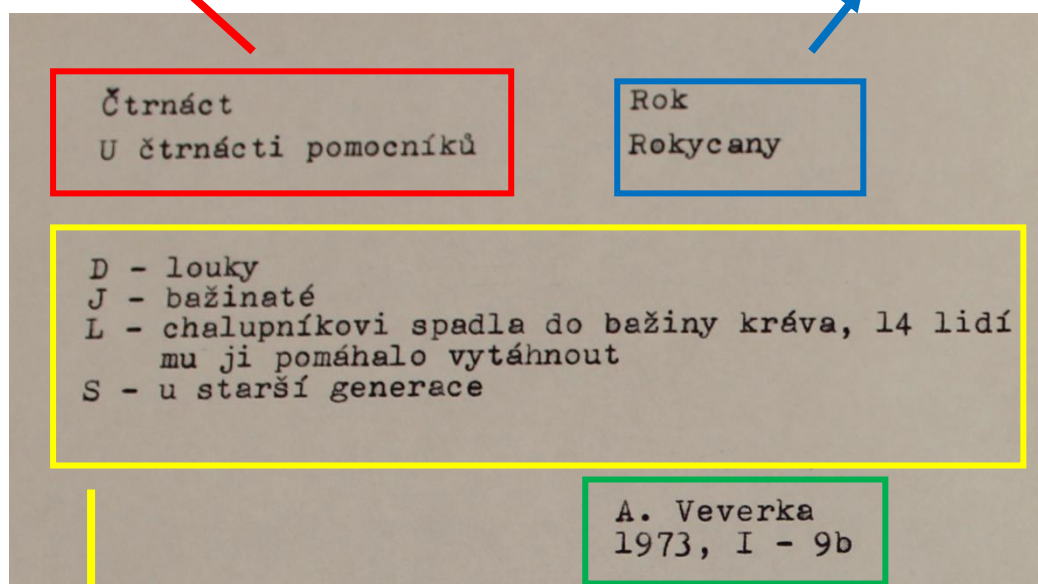 Čtrnáct
U čtrnácti pomocníků
Rok
Rokycany
D - louky
J - bažinaté
L - chalupníkovi spadla do bažiny kráva, 14 lidí
mu ji pomáhalo vytáhnout
S - u starší generace
A. Veverka
1973, I - 9b